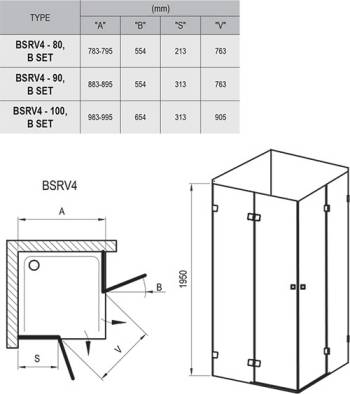 TYPE
(mm)
"A" "B" "S" "V"
BSRV4 - 80,
B SET
783-795 554 213 763
BSRV4 - 90,
B SET
883-895 554 313 763
BSRV4 - 100,
B SET
983-995 654 313 905
BSRV4
A
B
S
V
1950